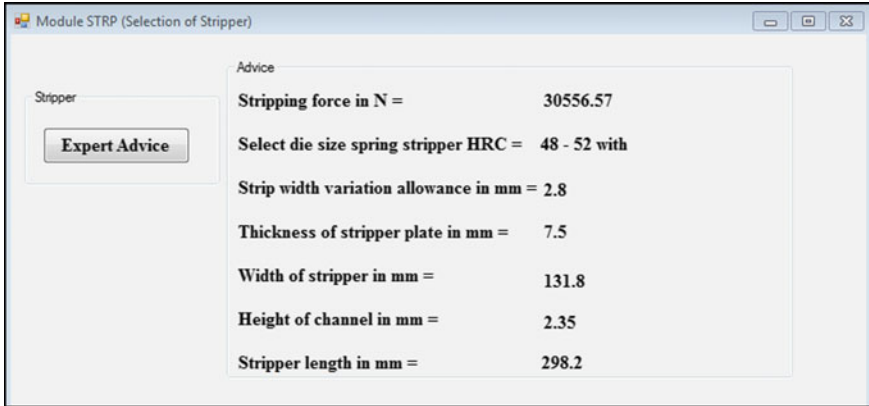 Module STRP (Selection of Stripper)
Advice
Stripper
Expert Advice
Stripping force in N = 30556.57
Select die size spring stripper HRC = 48 - 52 with
Strip width variation allowance in mm = 2.8
Thickness of stripper plate in mm = 7.5
Width of stripper in mm = 131.8
Height of channel in mm = 2.35
Stripper length in mm = 298.2